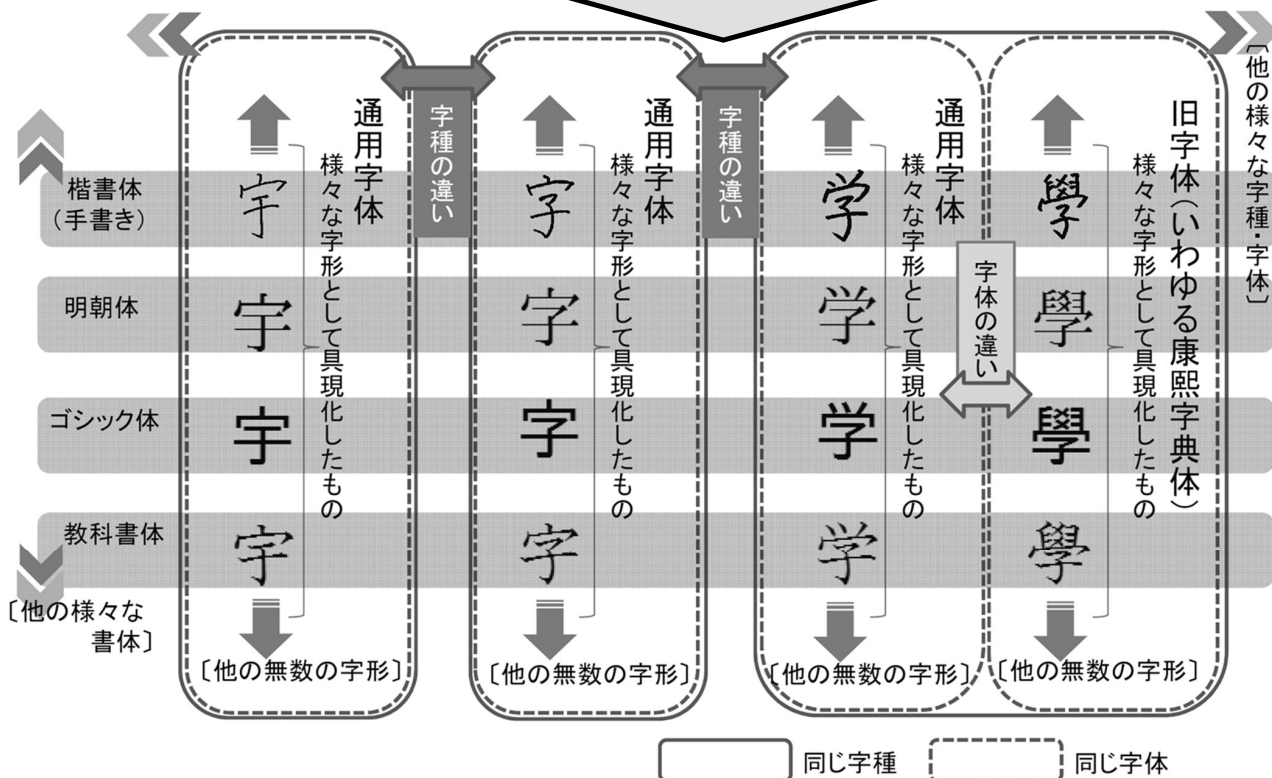 楷書体
(手書き)
明朝体
ゴシック体
教科書体
〔他の様々な
書体〕
通用字体
様々な字形として具現化したもの
宇
宇
宇
宇
〔他の無数の字形〕
字種の違い
通用字体
様々な字形として具現化したもの
字
字
字
字
〔他の無数の字形〕
字種の違い
通用字体
様々な字形として具現化したもの
学
学
学
学
〔他の無数の字形〕
字体の違い
旧字体(いわゆる康熙字典体)
様々な字形として具現化したもの
學
學
學
學
〔他の無数の字形〕
〔他の様々な字種・字体〕
同じ字種
同じ字体